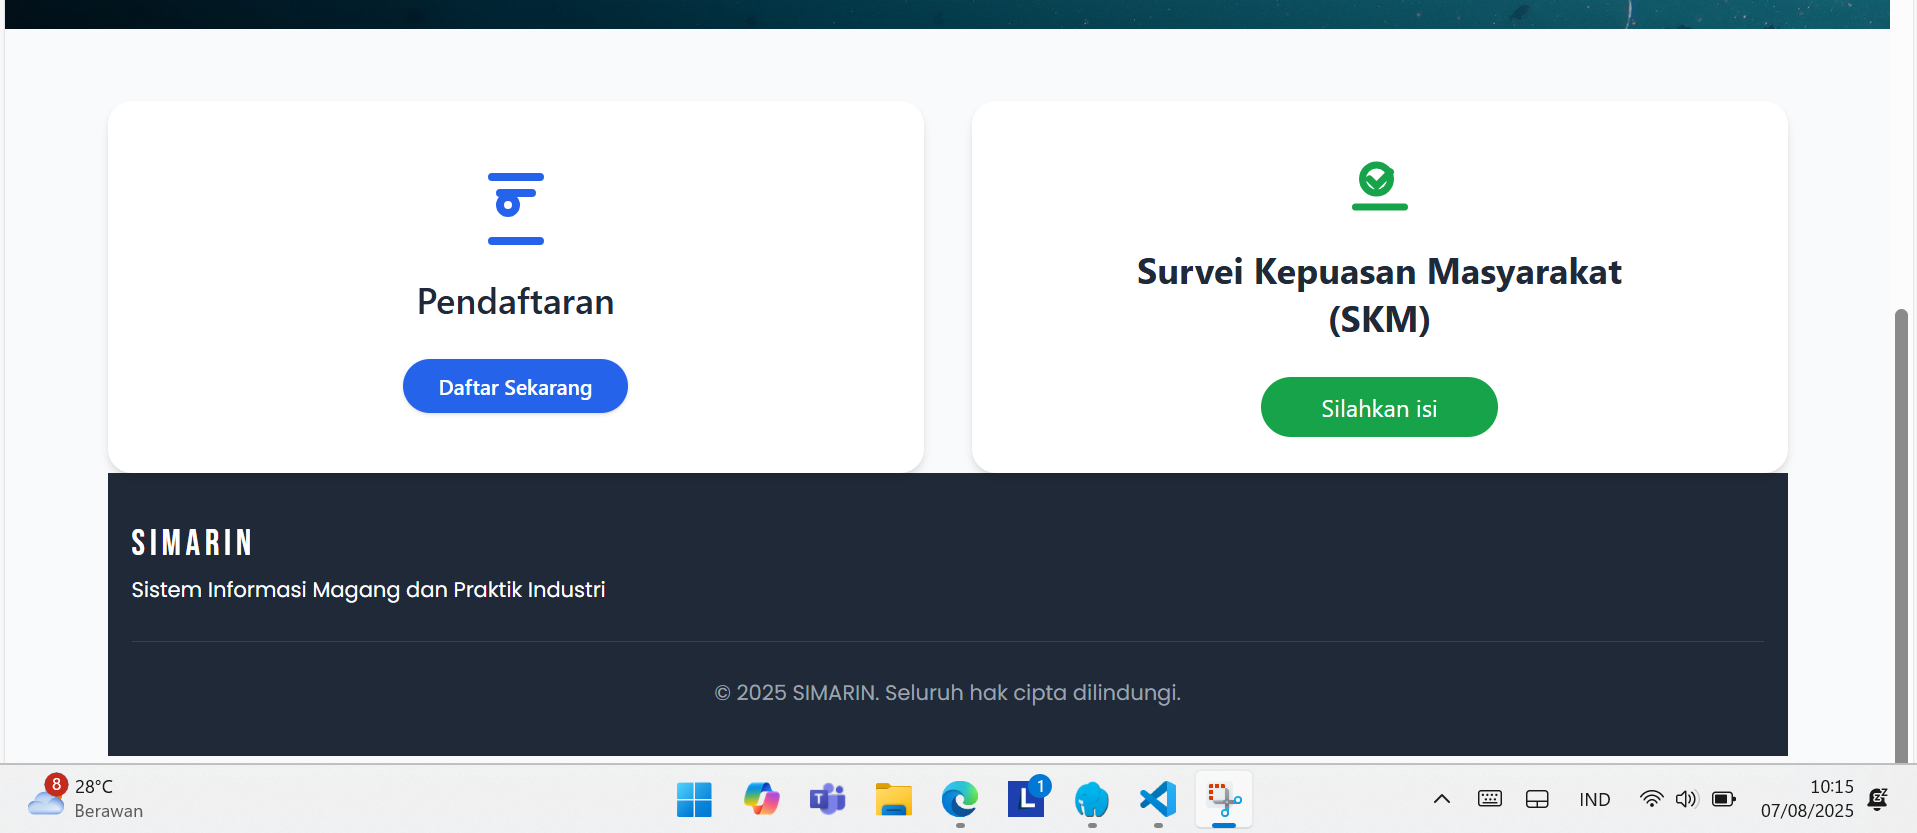 Pendaftaran
Daftar Sekarang
Survei Kepuasan Masyarakat
(SKM)
Silahkan isi
SIMARIN
Sistem Informasi Magang dan Praktik Industri
© 2025 SIMARIN. Seluruh hak cipta dilindungi.
8
28°C
Berawan
T
L
1
IND
10:15
07/08/2025